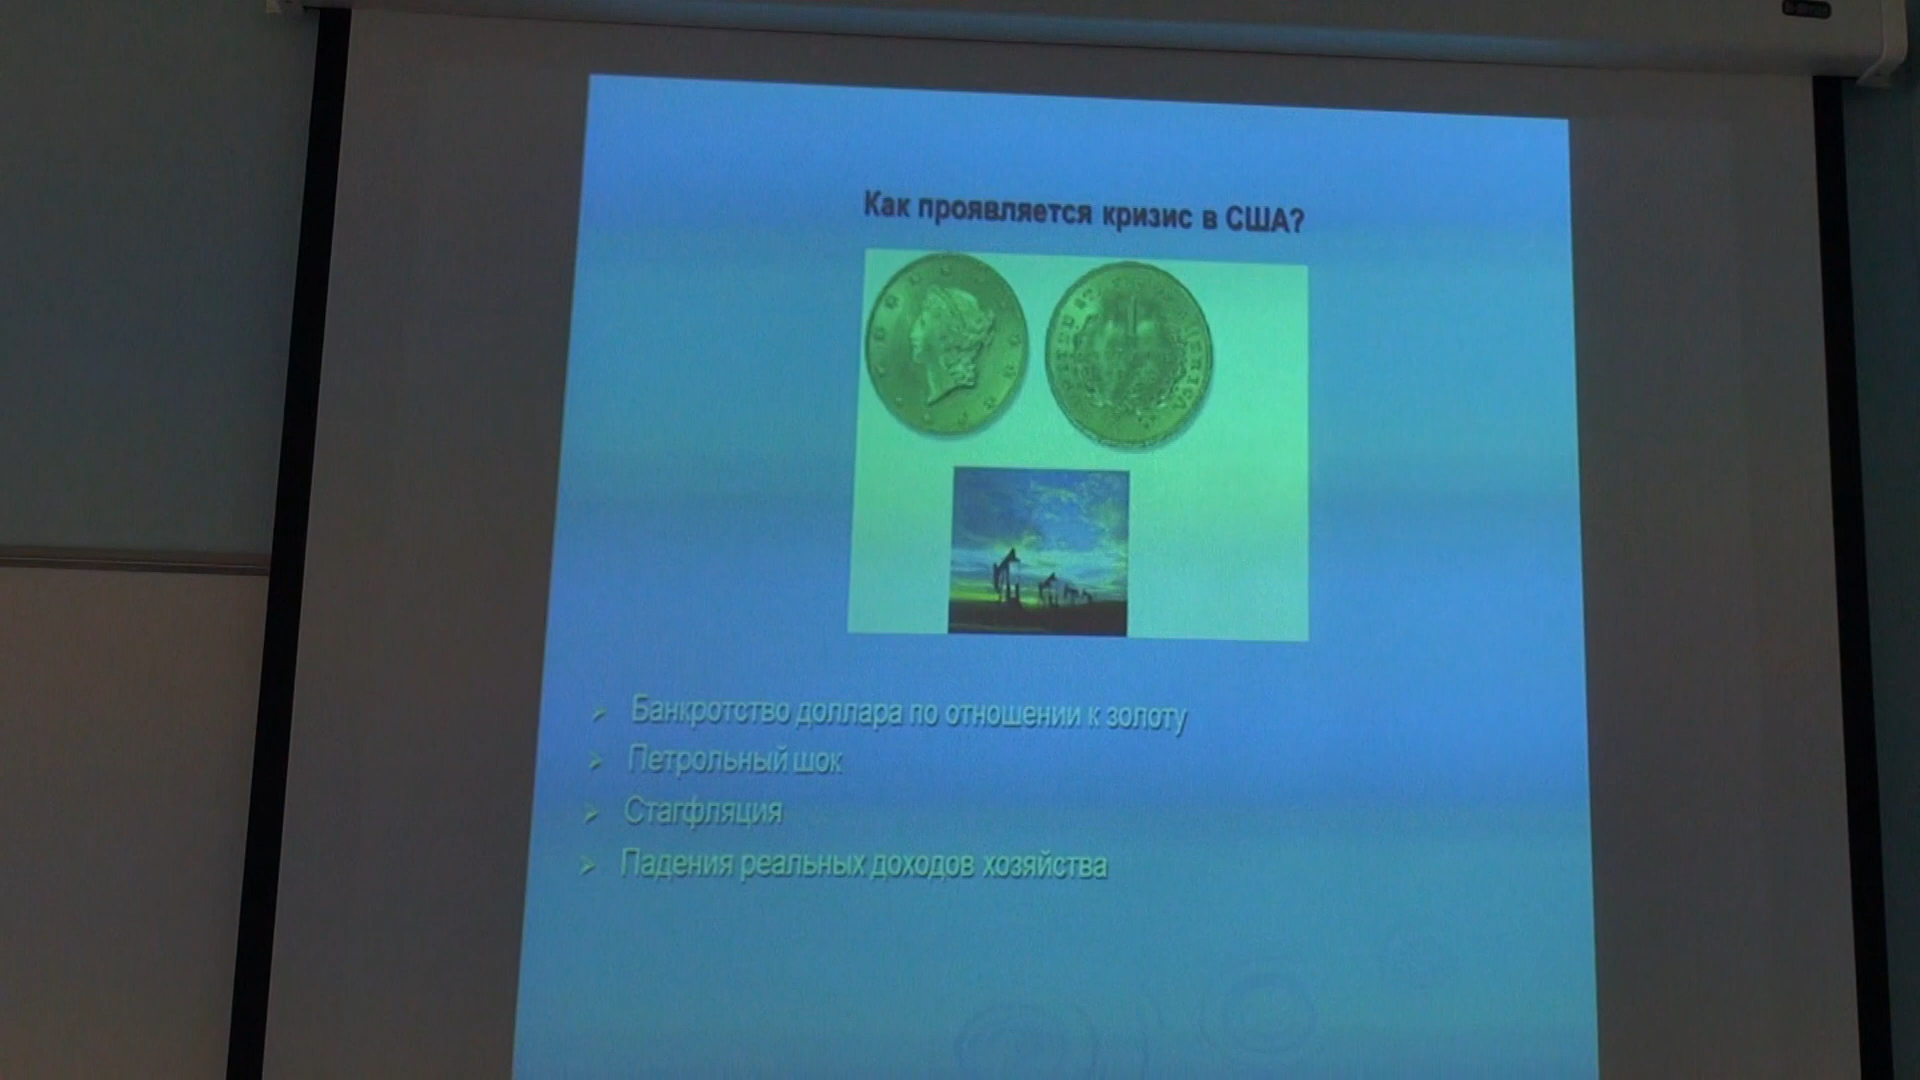 Как проявляется кризис в США?
Банкротство доллара по отношении к золоту
Петрольный шок
Стагфляция
Падения реальных доходов хозяйства